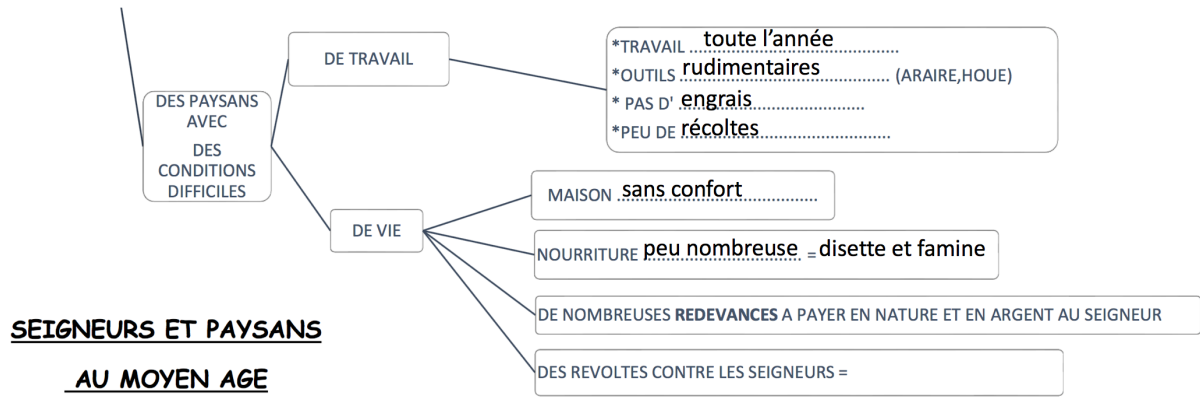 DE TRAVAIL
*TRAVAIL toute l'année
*OUTILS rudimentaires (ARAIRE,HOUE)
* PAS D' engrais
*PEU DE récoltes
DES PAYSANS
AVEC
DES
CONDITIONS
DIFFICILES
DE VIE
MAISON sans confort
NOURRITURE peu nombreuse = disette et famine
DE NOMBREUSES REDEVANCES A PAYER EN NATURE ET EN ARGENT AU SEIGNEUR
DES REVOLTES CONTRE LES SEIGNEURS =
SEIGNEURS ET PAYSANS
AU MOYEN AGE